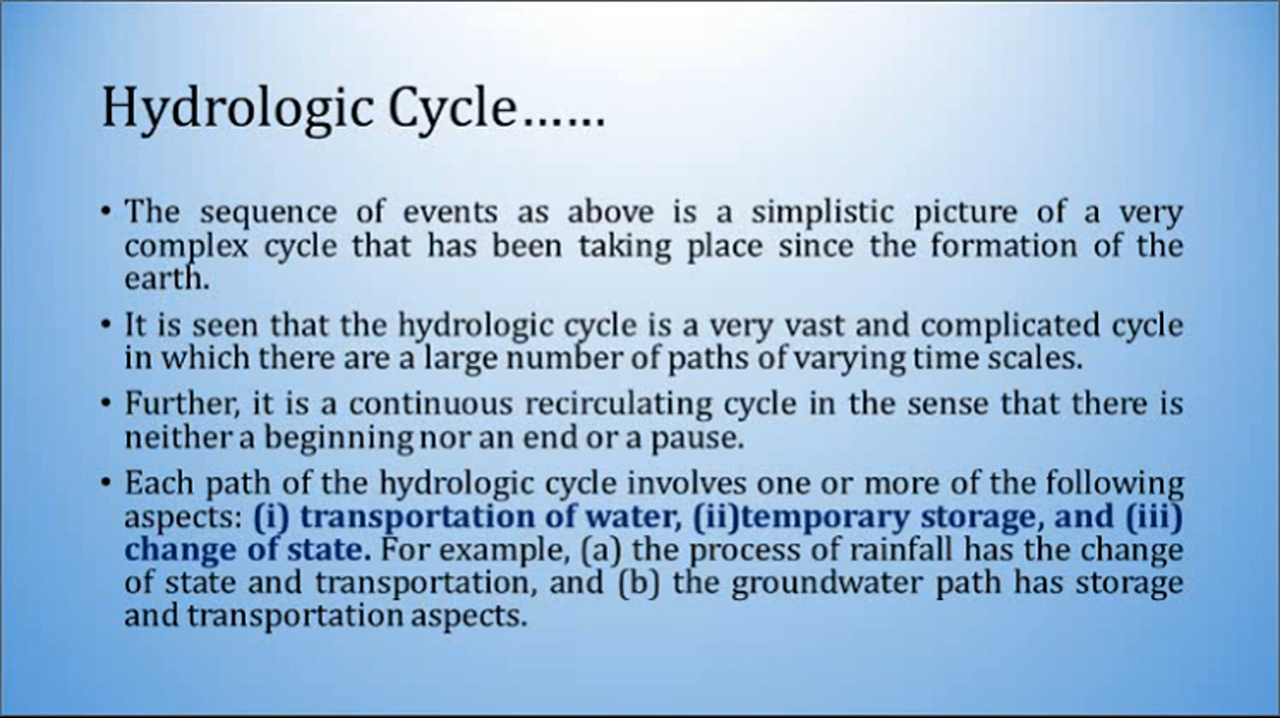 Hydrologic Cycle……
• The sequence of events as above is a simplistic picture of a very
complex cycle that has been taking place since the formation of the
earth.
• It is seen that the hydrologic cycle is a very vast and complicated cycle
in which there are a large number of paths of varying time scales.
• Further, it is a continuous recirculating cycle in the sense that there is
neither a beginning nor an end or a pause.
• Each path of the hydrologic cycle involves one or more of the following
aspects: (i) transportation of water, (ii)temporary storage, and (iii)
change of state. For example, (a) the process of rainfall has the change
of state and transportation, and (b) the groundwater path has storage
and transportation aspects.